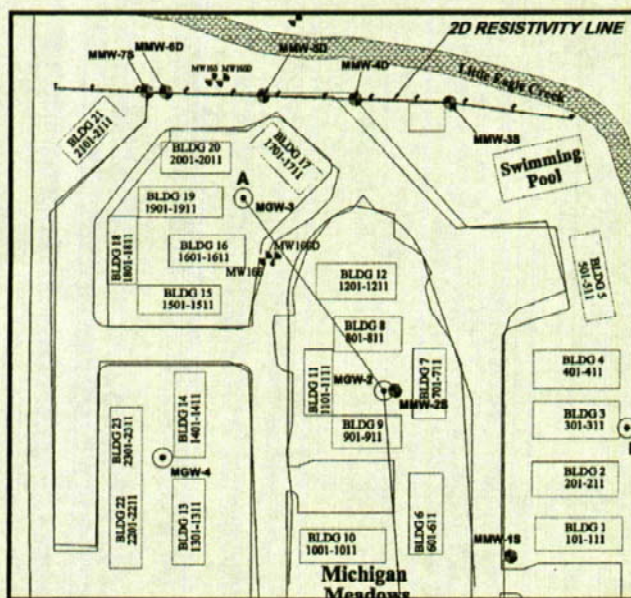 2D RESISTIVITY LINE
MMW-6D
MMW-7S
MW165 MW160D
MMW-5D
MMW-4D
Little Eagle Creek
MMW-3S
BLDG 21
2101-2111
BLDG 20
2001-2011
BLDG 17
1701-1711
Swimming
Pool
A
BLDG 19
1901-1911
MGW-3
BLDG 18
1801-1811
BLDG 16
1601-1611
MW166 MW166D
BLDG 15
1501-1511
BLDG 12
1201-1211
BLDG 5
501-511
BLDG 8
801-811
BLDG 11
1101-1111
MGW-2
MMW-2S
BLDG 7
701-711
BLDG 4
401-411
BLDG 9
901-911
BLDG 3
301-311
BLDG 14
1401-1411
BLDG 23
2301-2311
MGW-4
BLDG 2
201-211
BLDG 22
2201-2211
BLDG 13
1301-1311
BLDG 6
601-611
BLDG 10
1001-1011
MMW-1S
BLDG 1
101-111
Michigan
Meadows